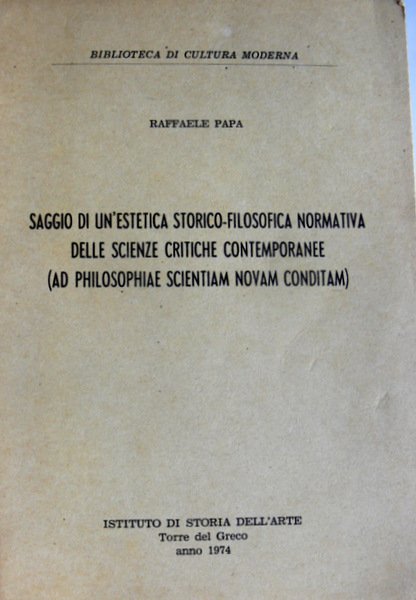 BIBLIOTECA DI CULTURA MODERNA
RAFFAELE PAPA
SAGGIO DI UN'ESTETICA STORICO-FILOSOFICA NORMATIVA
DELLE SCIENZE CRITICHE CONTEMPORANEE
(AD PHILOSOPHIAE SCIENTIAM NOVAM CONDITAM)
ISTITUTO DI STORIA DELL'ARTE
Torre del Greco
anno 1974